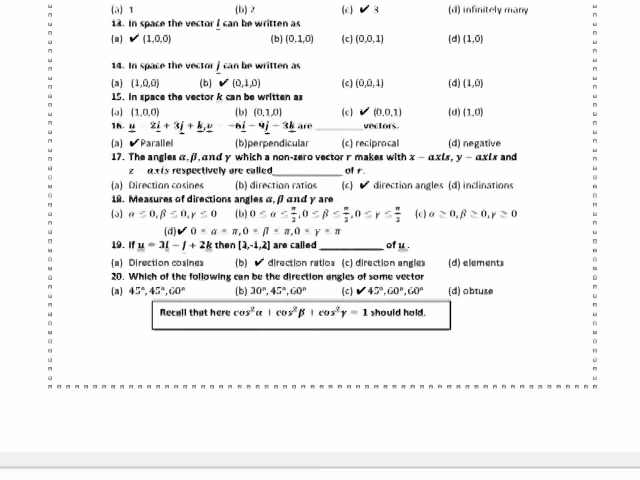 (a) 1 (b) 2 (c) ✔ 3 (d) infinitely many
13. In space the vector i can be written as
(a) ✔ (1,0,0) (b) (0,1,0) (c) (0,0,1) (d) (1,0)
14. In space the vector j can be written as
(a) (1,0,0) (b) ✔ (0,1,0) (c) (0,0,1) (d) (1,0)
15. In space the vector k can be written as
(a) (1,0,0) (b) (0,1,0) (c) ✔ (0,0,1) (d) (1,0)
16. u = 2i + 3j + k, v = −6i − 9j − 3k are ________vectors.
(a) ✔ Parallel (b)perpendicular (c) reciprocal (d) negative
17. The angles α, β, and γ which a non-zero vector r makes with x − axis, y − axis and
z − axis respectively are called____________ of r.
(a) Direction cosines (b) direction ratios (c) ✔ direction angles (d) inclinations
18. Measures of directions angles α, β and γ are
(a) α ≤ 0, β ≤ 0, γ ≤ 0 (b) 0 ≤ α ≤ π/2, 0 ≤ β ≤ π/2, 0 ≤ γ ≤ π/2 (c) α ≥ 0, β ≥ 0, γ ≥ 0
(d) ✔ 0 ≤ α ≤ π, 0 ≤ β ≤ π, 0 ≤ γ ≤ π
19. If u = 3i − j + 2k then [3,-1,2] are called ____________ of u.
(a) Direction cosines (b) ✔ direction ratios (c) direction angles (d) elements
20. Which of the following can be the direction angles of some vector
(a) 45°, 45°, 60° (b) 30°, 45°, 60° (c) ✔ 45°, 60°, 60° (d) obtuse
Recall that here cos²α + cos²β + cos²γ = 1 should hold.